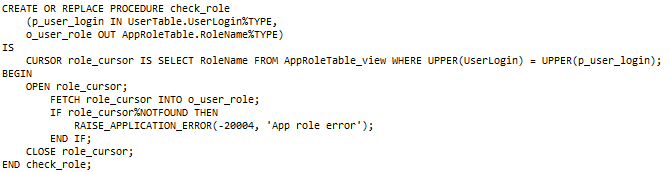 CREATE OR REPLACE PROCEDURE check_role
(p_user_login IN UserTable.UserLogin%TYPE,
o_user_role OUT AppRoleTable.RoleName%TYPE)
IS
CURSOR role_cursor IS SELECT RoleName FROM AppRoleTable_view WHERE UPPER(UserLogin) = UPPER(p_user_login);
BEGIN
OPEN role_cursor;
FETCH role_cursor INTO o_user_role;
IF role_cursor%NOTFOUND THEN
RAISE_APPLICATION_ERROR(-20004, 'App role error');
END IF;
CLOSE role_cursor;
END check_role;